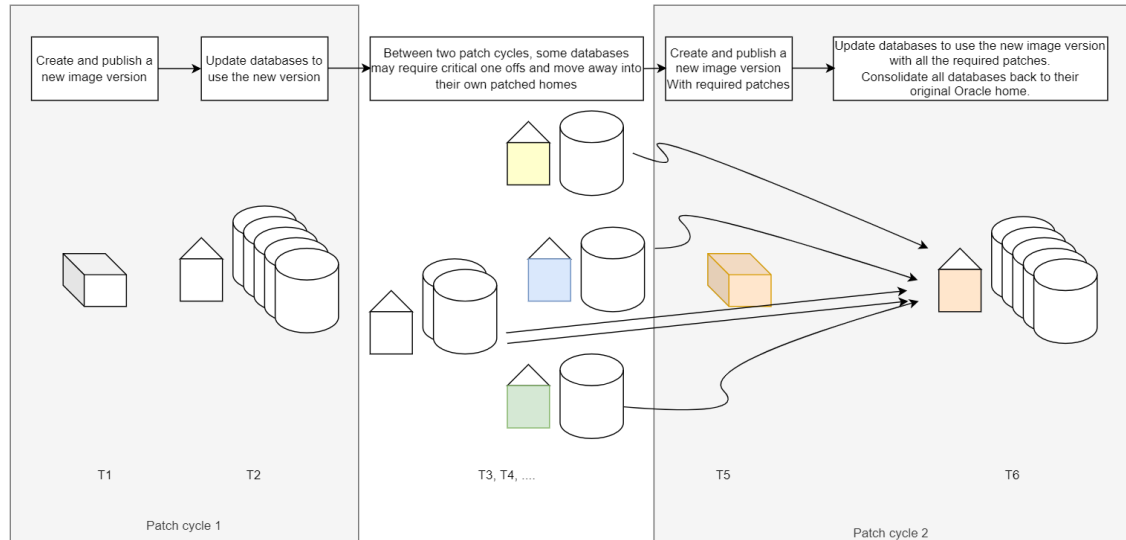 Create and publish a
new image version
Update databases to
use the new version
Between two patch cycles, some databases
may require critical one offs and move away into
their own patched homes
Create and publish a
new image version
With required patches
Update databases to use the new image version
with all the required patches.
Consolidate all databases back to their
original Oracle home.
T1
T2
T3, T4, ....
T5
T6
Patch cycle 1
Patch cycle 2